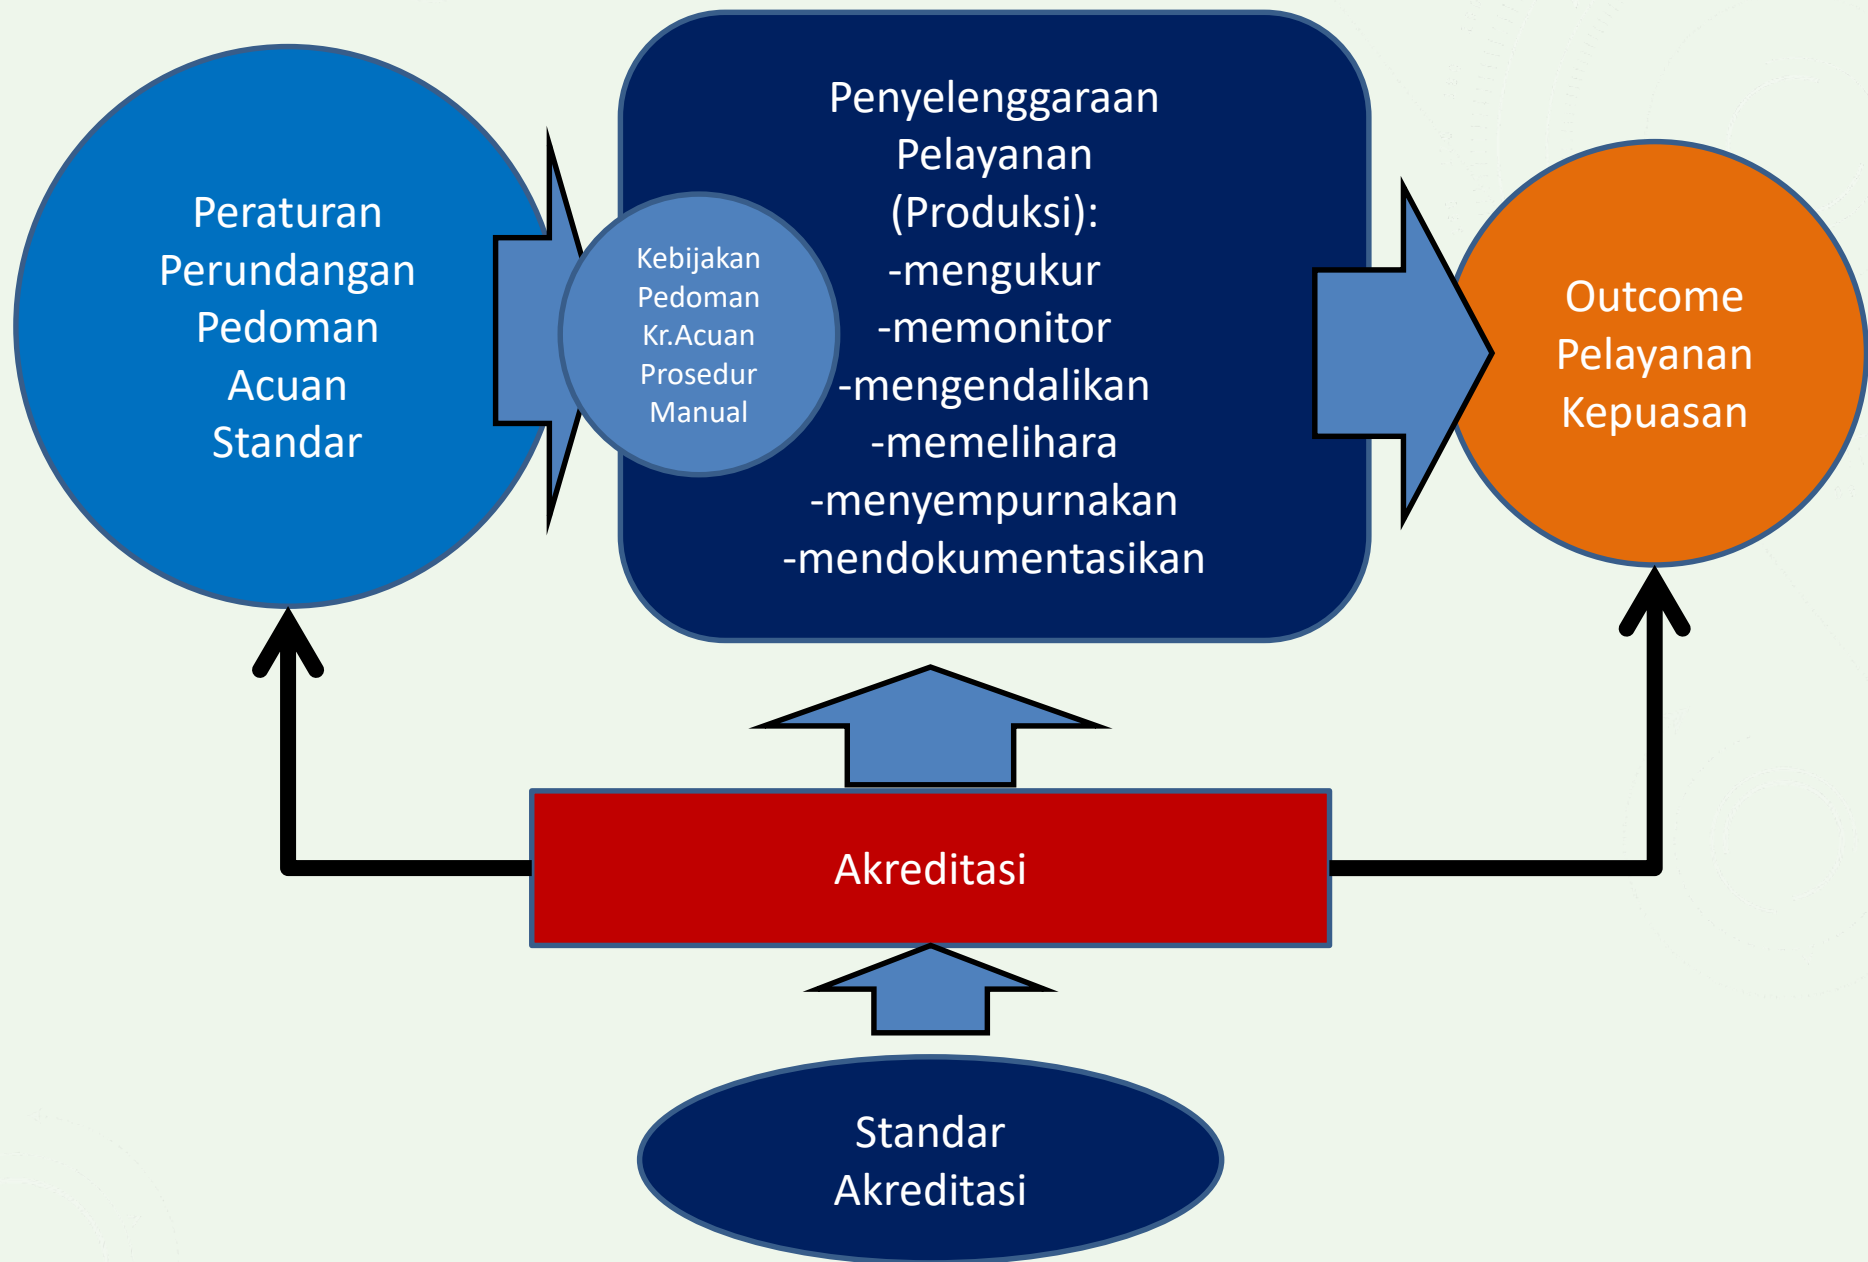 Peraturan
Perundangan
Pedoman
Acuan
Standar
Kebijakan
Pedoman
Kr.Acuan
Prosedur
Manual
Penyelenggaraan
Pelayanan
(Produksi):
-mengukur
-memonitor
-mengendalikan
-memelihara
-menyempurnakan
-mendokumentasikan
Outcome
Pelayanan
Kepuasan
Akreditasi
Standar
Akreditasi